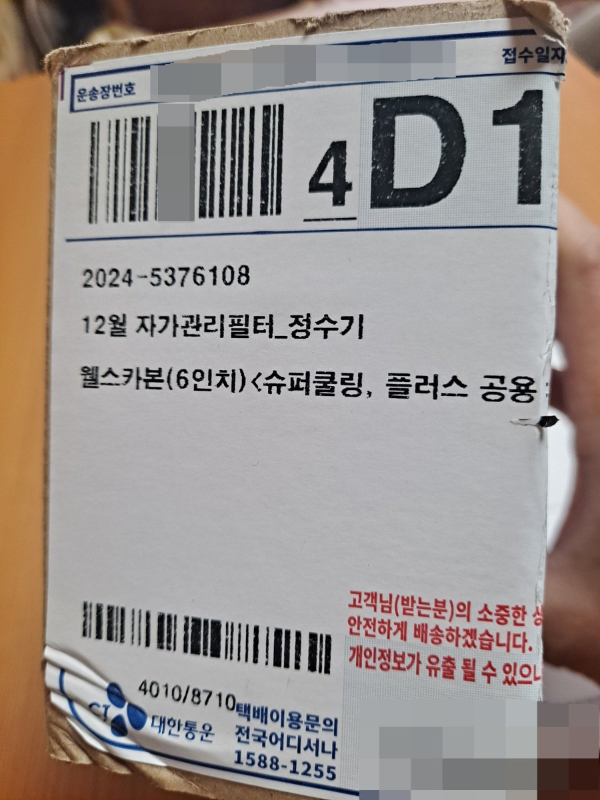 운송장번호
접수일자
4 D1
2024-5376108
12월 자가관리필터_정수기
웰스카본(6인치)<슈퍼쿨링, 플러스 공용
고객님(받는분)의 소중한
안전하게 배송하겠습니다.
개인정보가 유출 될 수 있으니
4010/8710
CJ 대한통운
택배이용문의
전국어디서나
1588-1255